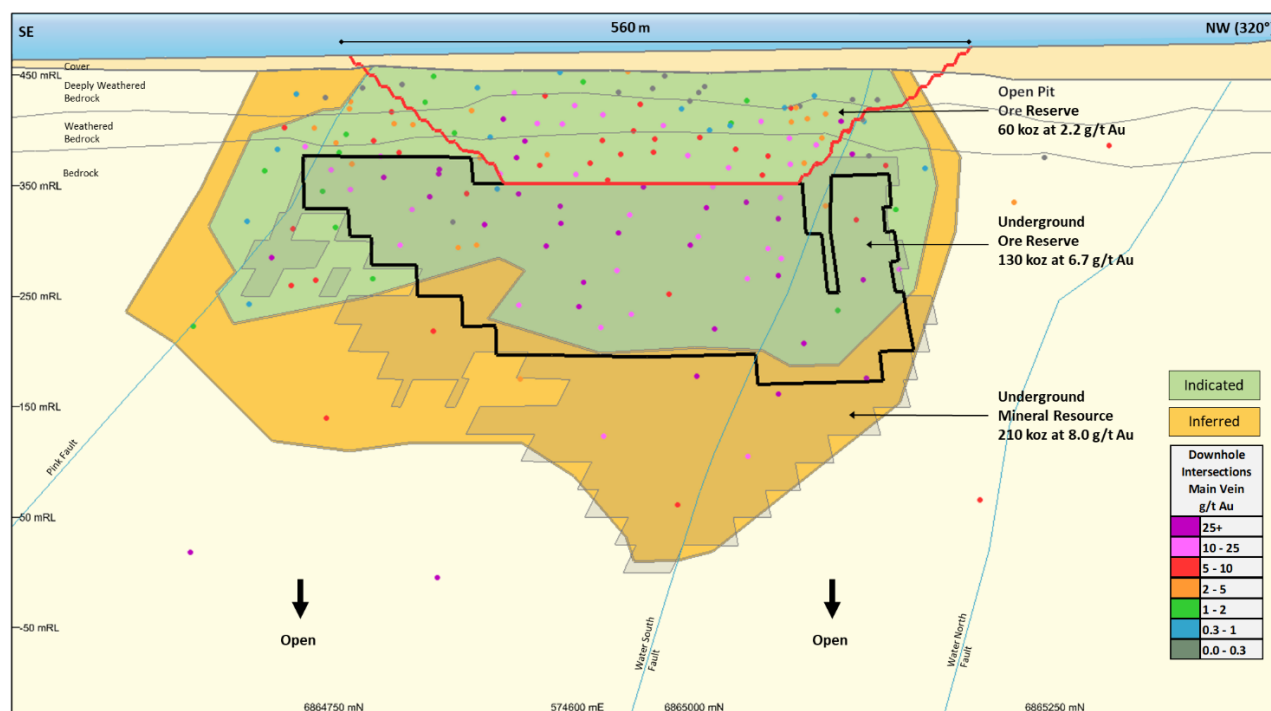 SE
560 m
NW (320°
450 mRL
Cover
Deeply Weathered
Bedrock
Weathered
Bedrock
Bedrock
350 mRL
250 mRL
150 mRL
50 mRL
-50 mRL
Open Pit
Ore Reserve
60 koz at 2.2 g/t Au
Underground
Ore Reserve
130 koz at 6.7 g/t Au
Underground
Mineral Resource
210 koz at 8.0 g/t Au
Indicated
Inferred
Downhole
Intersections
Main Vein
g/t Au
25+
10 - 25
5 - 10
2 - 5
1 - 2
0.3 - 1
0.0 - 0.3
Pink Fault
Water South
Fault
Water North
Fault
Open
Open
6864750 mN
574600 mE
6865000 mN
6865250 mN